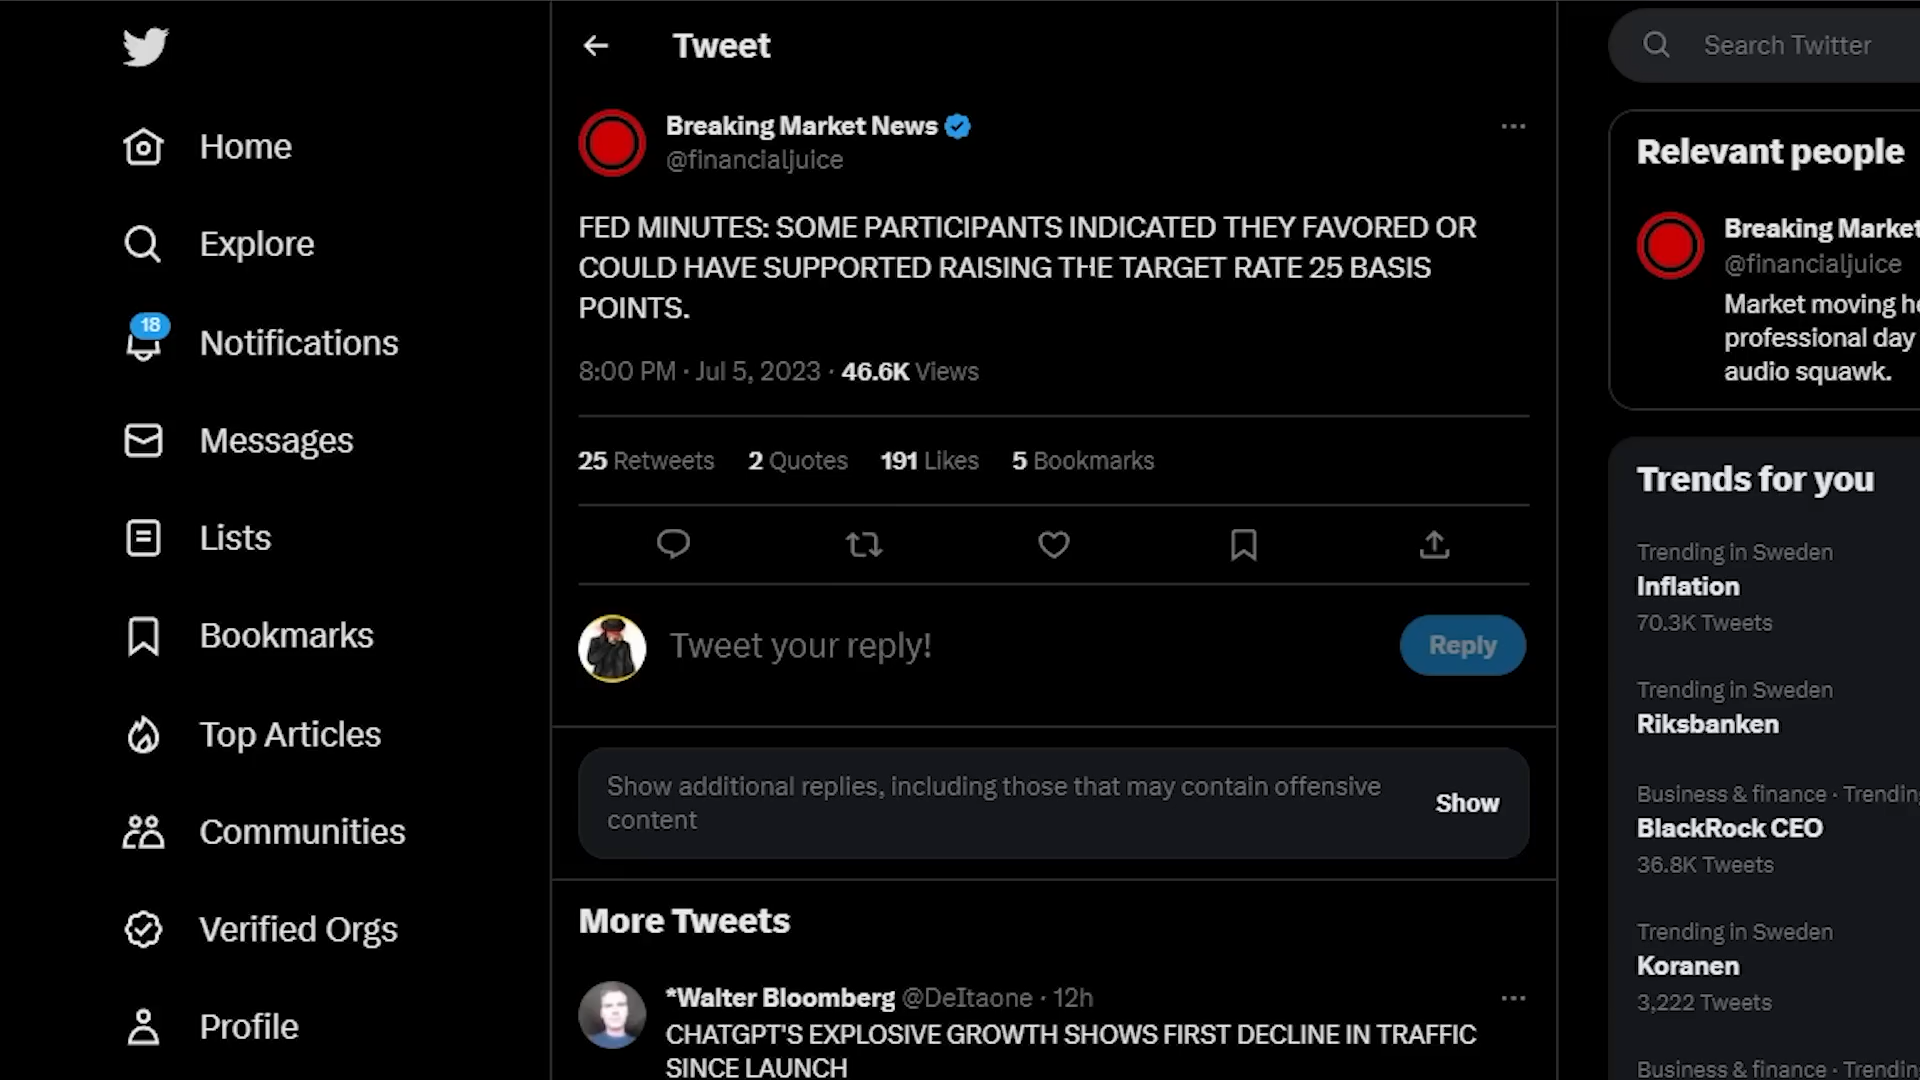 Home
Explore
18
Notifications
Messages
Lists
Bookmarks
Top Articles
Communities
Verified Orgs
Profile
Tweet
Breaking Market News
@financialjuice
FED MINUTES: SOME PARTICIPANTS INDICATED THEY FAVORED OR
COULD HAVE SUPPORTED RAISING THE TARGET RATE 25 BASIS
POINTS.
8:00 PM · Jul 5, 2023 · 46.6K Views
25 Retweets 2 Quotes 191 Likes 5 Bookmarks
Tweet your reply!
Reply
Show additional replies, including those that may contain offensive
content
Show
More Tweets
*Walter Bloomberg @DeItaone · 12h
CHATGPT'S EXPLOSIVE GROWTH SHOWS FIRST DECLINE IN TRAFFIC
SINCE LAUNCH
Search Twitter
Relevant people
Breaking Market
@financialjuice
Market moving he
professional day
audio squawk.
Trends for you
Trending in Sweden
Inflation
70.3K Tweets
Trending in Sweden
Riksbanken
Business & finance · Trending
BlackRock CEO
36.8K Tweets
Trending in Sweden
Koranen
3,222 Tweets
Business & finance · Trendin